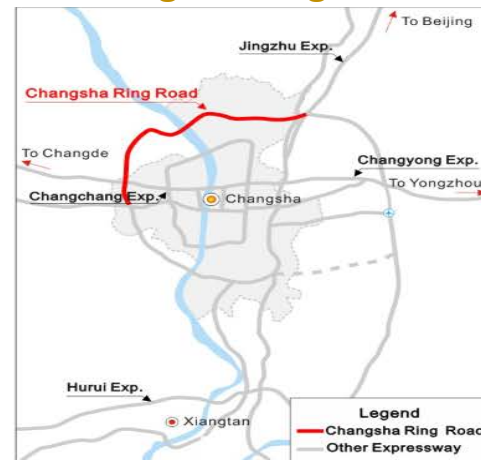 To Beijing
Jingzhu Exp.
Changsha Ring Road
To Changde
Changyong Exp.
To Yongzhou
Changchang Exp.
Changsha
Hurui Exp.
Xiangtan
Legend
Changsha Ring Road
Other Expressway